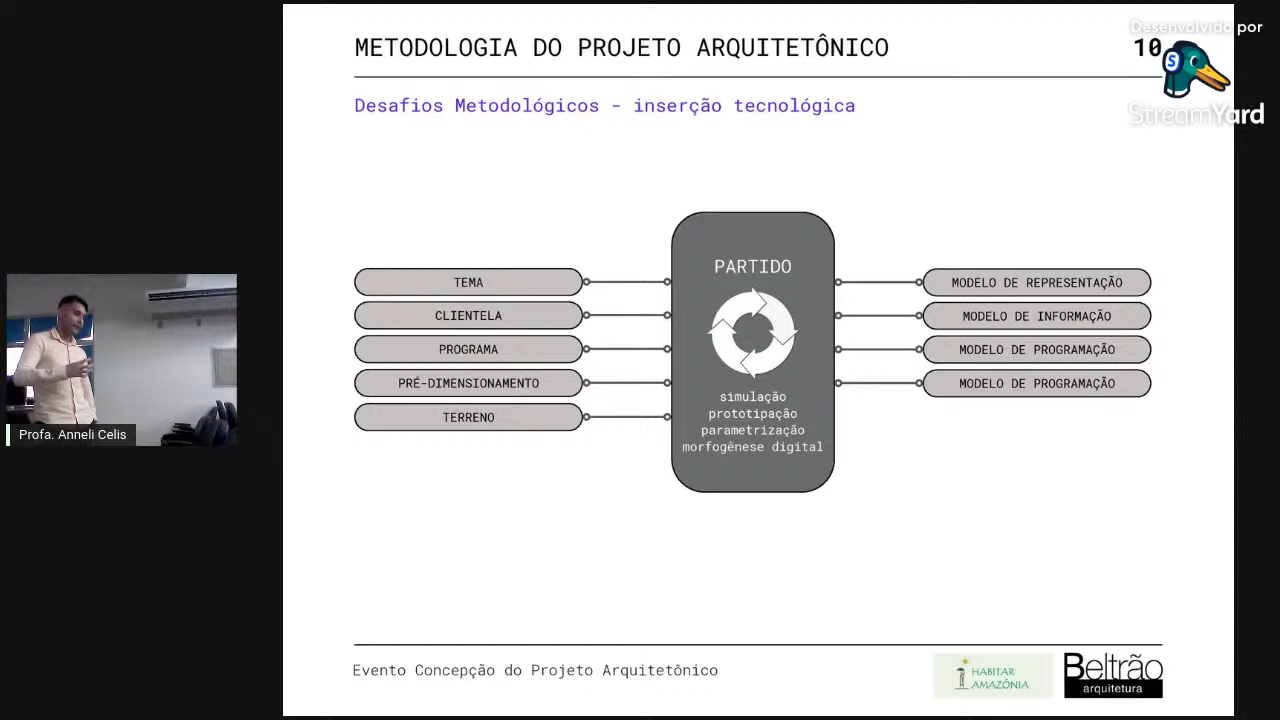 METODOLOGIA DO PROJETO ARQUITETÔNICO
10
Desenvolvido por
StreamYard
Desafios Metodológicos - inserção tecnológica
TEMA
CLIENTELA
PROGRAMA
PRÉ-DIMENSIONAMENTO
TERRENO
PARTIDO
simulação
prototipação
parametrização
morfogênese digital
MODELO DE REPRESENTAÇÃO
MODELO DE INFORMAÇÃO
MODELO DE PROGRAMAÇÃO
MODELO DE PROGRAMAÇÃO
Profa. Anneli Celis
Evento Concepção do Projeto Arquitetônico
HABITAR
AMAZÔNIA
Beltrão
arquitetura